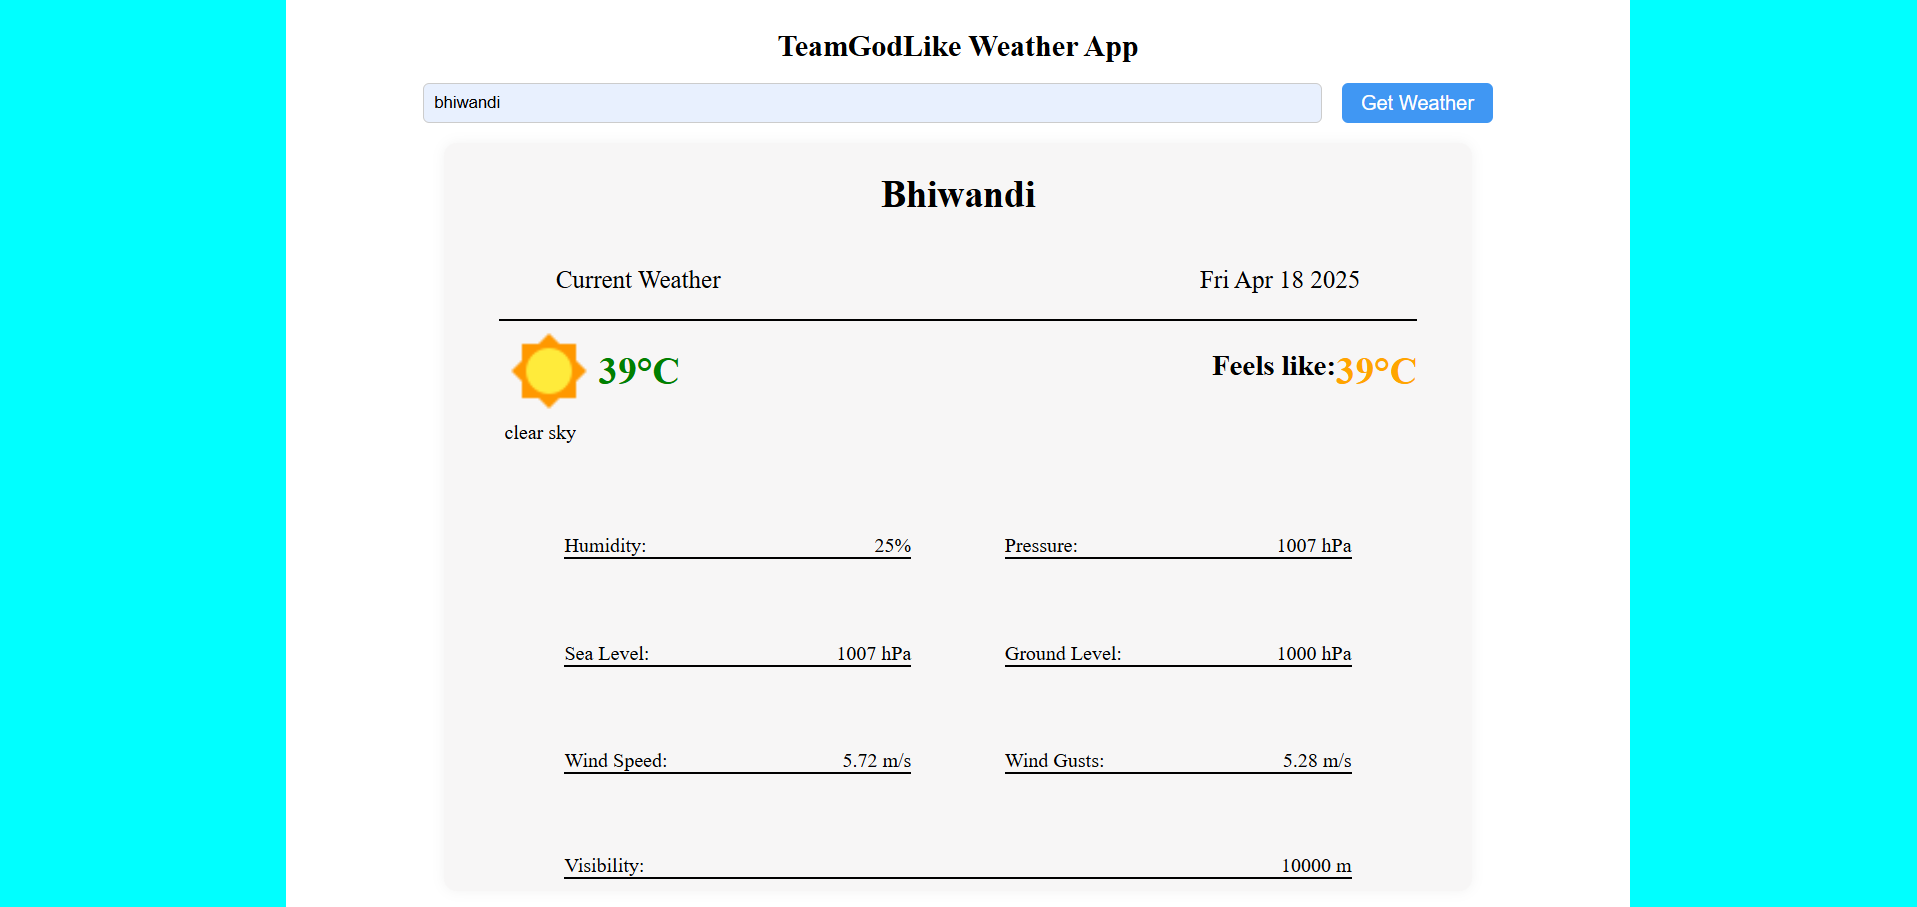 TeamGodLike Weather App
bhiwandi
Get Weather
Bhiwandi
Current Weather Fri Apr 18 2025
39°C Feels like:39°C
clear sky
Humidity: 25% Pressure: 1007 hPa
Sea Level: 1007 hPa Ground Level: 1000 hPa
Wind Speed: 5.72 m/s Wind Gusts: 5.28 m/s
Visibility: 10000 m